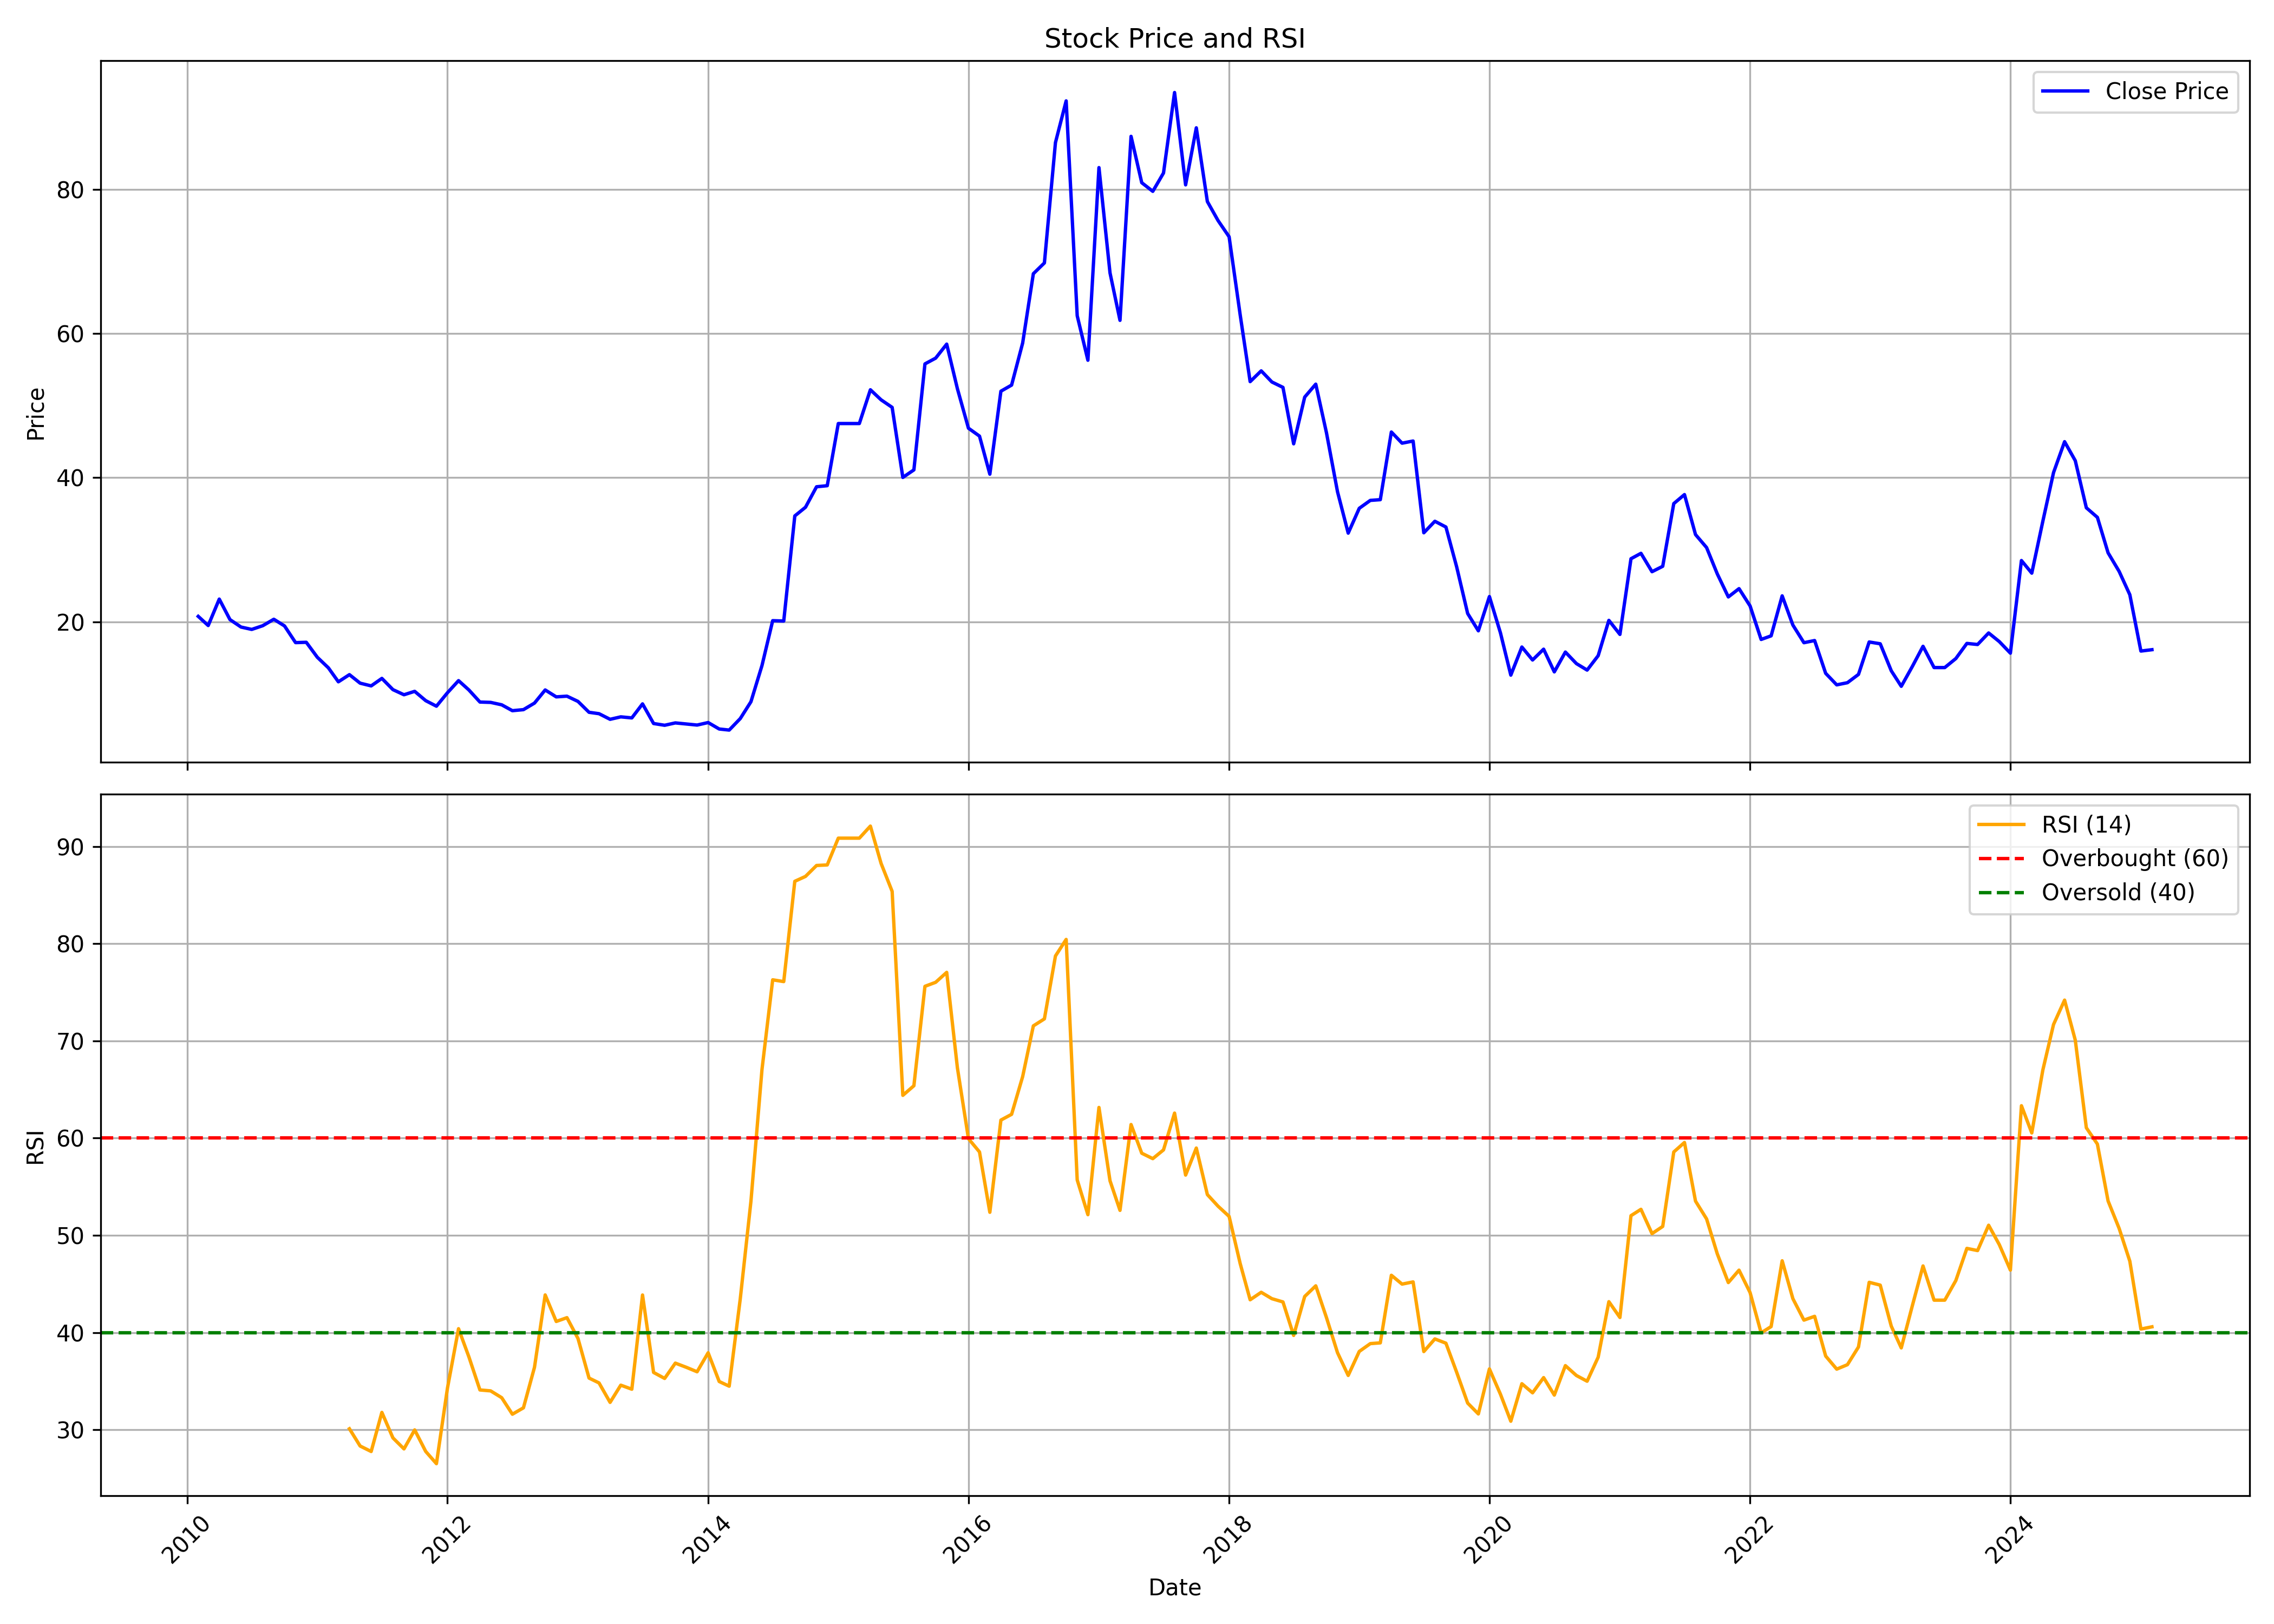 Stock Price and RSI
Close Price
80
60
40
20
Price
RSI (14)
Overbought (60)
Oversold (40)
90
80
70
60
50
40
30
RSI
2010
2012
2014
2016
2018
2020
2022
2024
Date